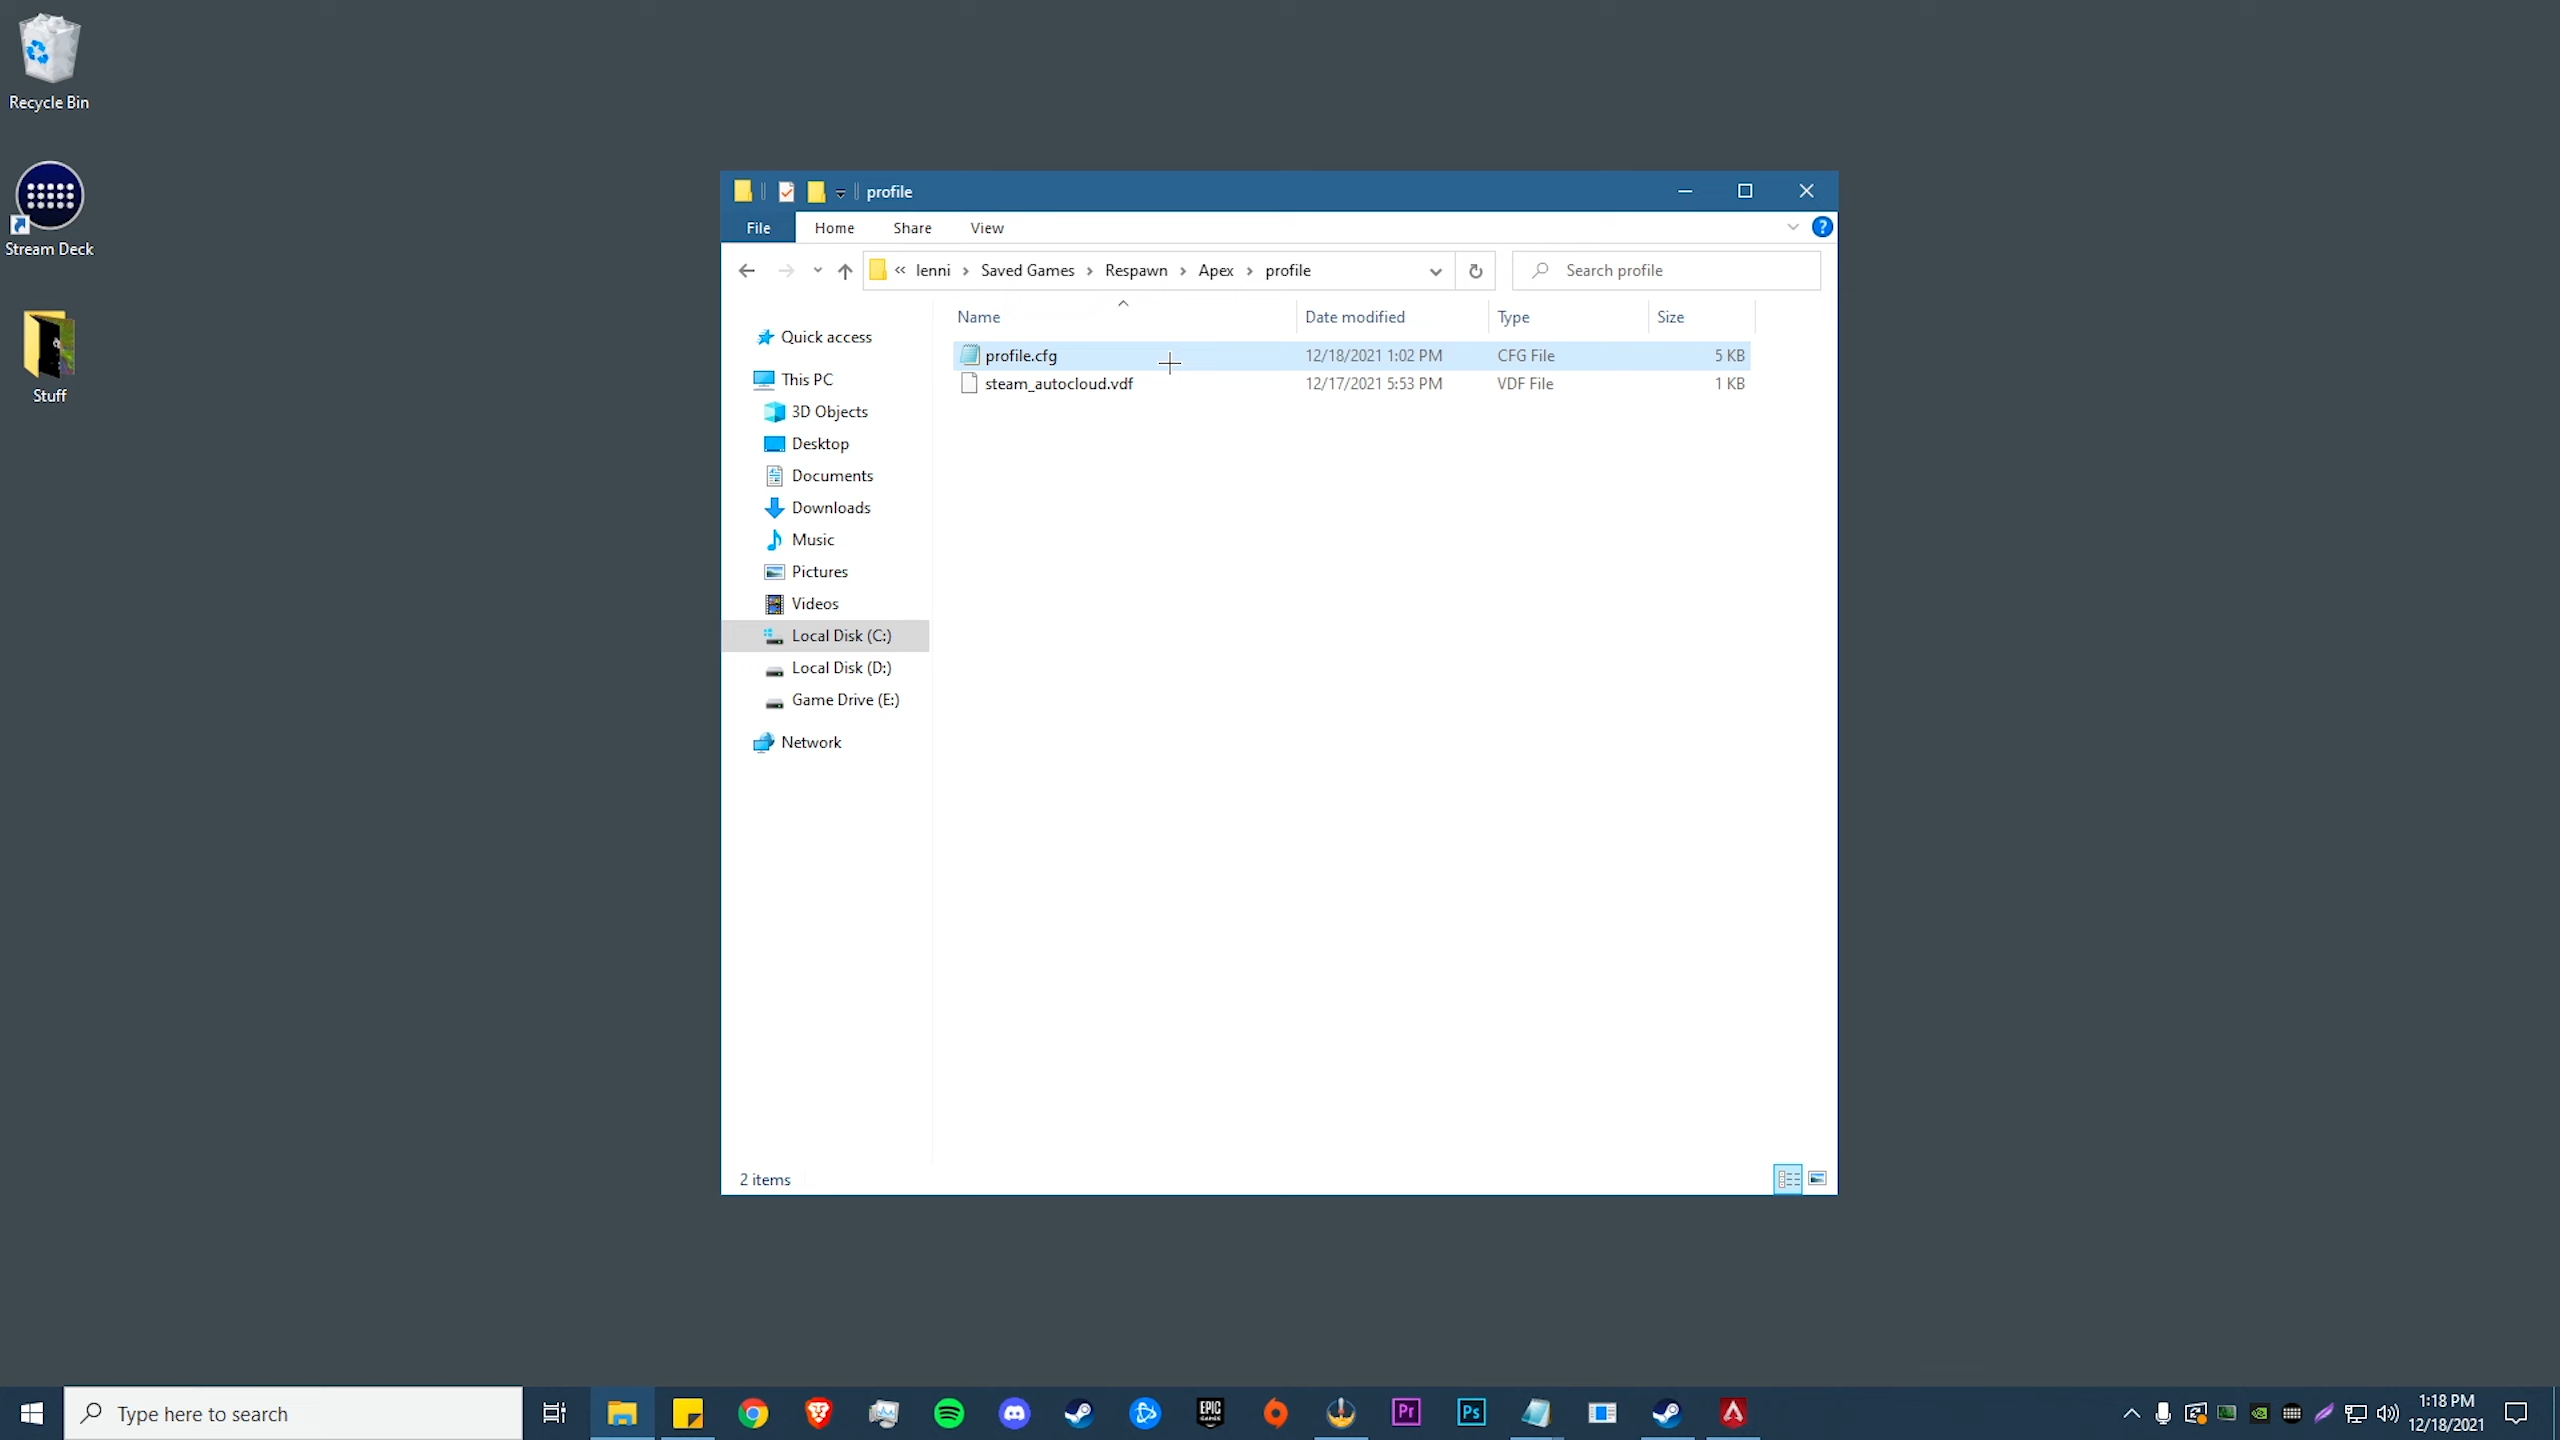 Recycle Bin
Stream Deck
Stuff
profile
File Home Share View
« lenni › Saved Games › Respawn › Apex › profile
Search profile
Name Date modified Type Size
profile.cfg 12/18/2021 1:02 PM CFG File 5 KB
steam_autocloud.vdf 12/17/2021 5:53 PM VDF File 1 KB
Quick access
This PC
3D Objects
Desktop
Documents
Downloads
Music
Pictures
Videos
Local Disk (C:)
Local Disk (D:)
Game Drive (E:)
Network
2 items
Type here to search
EPIC
GAMES
Pr
Ps
1:18 PM
12/18/2021